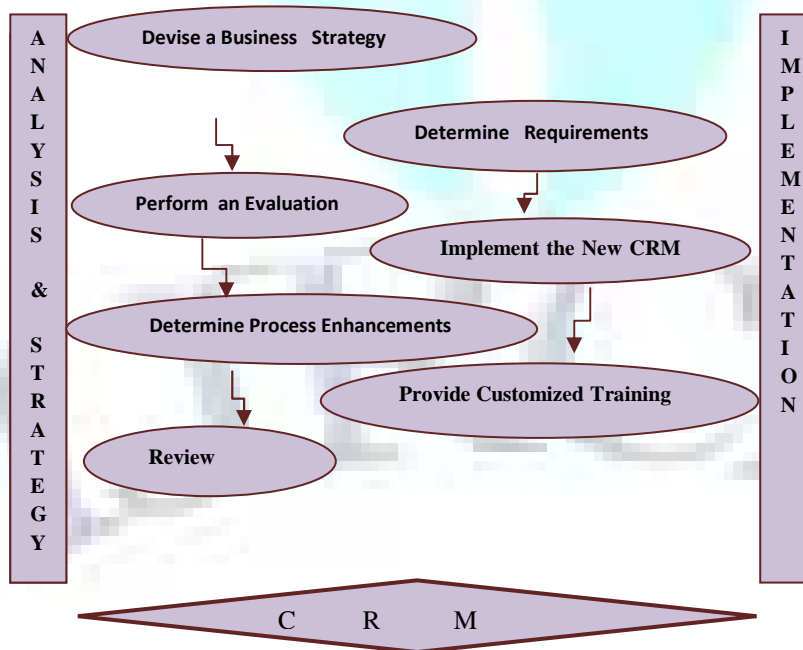 ANALYSIS & STRATEGY
Devise a Business Strategy
Perform an Evaluation
Determine Process Enhancements
Review
Determine Requirements
Implement the New CRM
Provide Customized Training
IMPLEMENTATION
C R M